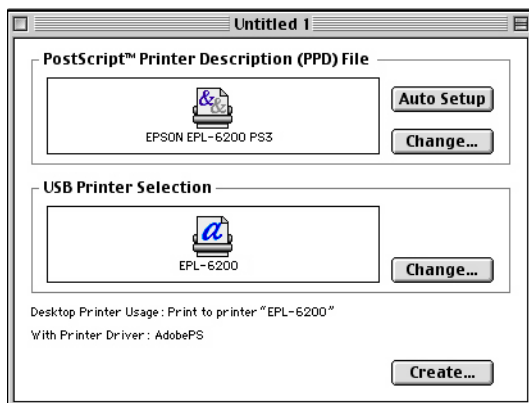 Untitled 1
PostScript™ Printer Description (PPD) File
&&
EPSON EPL-6200 PS3
Auto Setup
Change...
USB Printer Selection
a
EPL-6200
Change...
Desktop Printer Usage : Print to printer "EPL-6200"
With Printer Driver : AdobePS
Create...